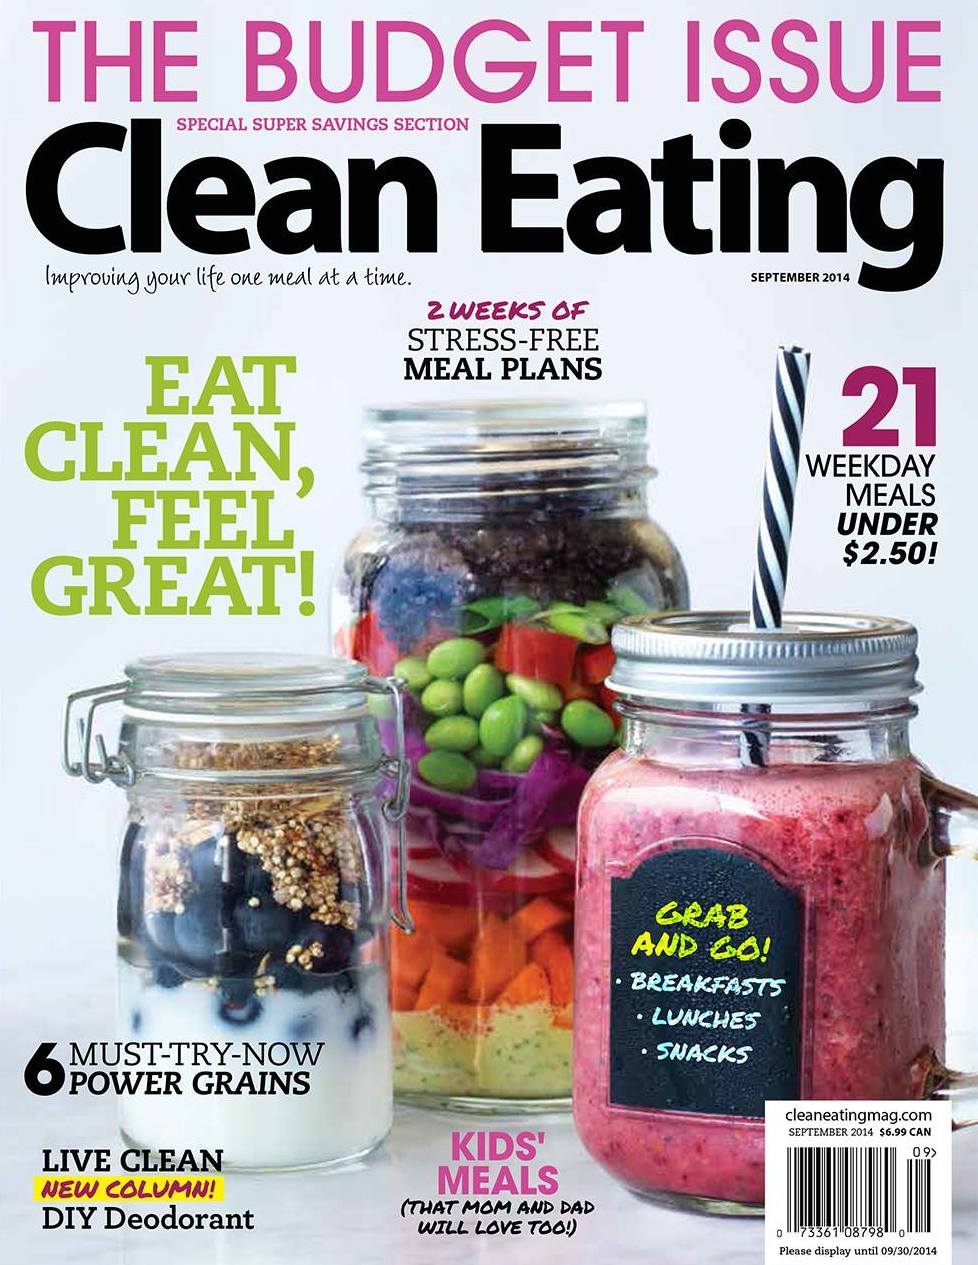 THE BUDGET ISSUE
SPECIAL SUPER SAVINGS SECTION
Clean Eating
Improving your life one meal at a time.
SEPTEMBER 2014
2 WEEKS OF
STRESS-FREE
MEAL PLANS
EAT
CLEAN,
FEEL
GREAT!
21
WEEKDAY
MEALS
UNDER
$2.50!
GRAB
AND GO!
· BREAKFASTS
· LUNCHES
· SNACKS
6 MUST-TRY-NOW
POWER GRAINS
LIVE CLEAN
NEW COLUMN!
DIY Deodorant
KIDS'
MEALS
(THAT MOM AND DAD
WILL LOVE TOO!)
cleaneatingmag.com
SEPTEMBER 2014 $6.99 CAN
09>
0 73361 08798 0
Please display until 09/30/2014